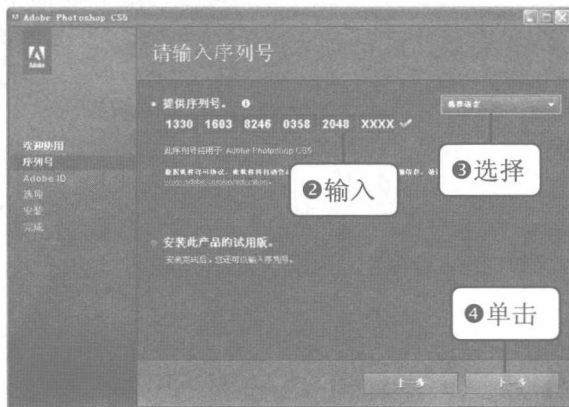 Adobe Photoshop CS5
Adobe
请输入序列号
提供序列号。
选择语言
1330 1603 8246 0358 2048 XXXX
此序列号适用于: Adobe Photoshop CS5
欢迎使用
序列号
Adobe ID
选项
安装
完成
❷输入
❸选择
安装此产品的试用版。
安装完成后，您还可以输入序列号。
❹单击
上一步
下一步